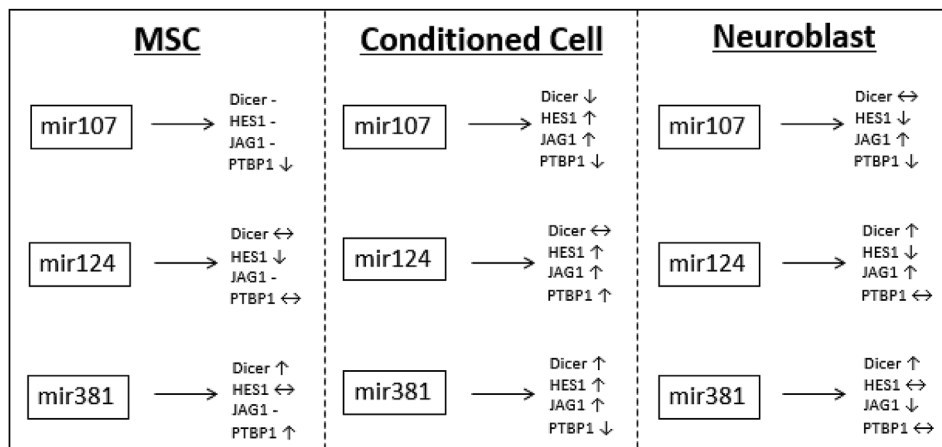 MSC
mir107
Dicer -
HES1 -
JAG1 -
PTBP1 ↓
mir124
Dicer ↔
HES1 ↓
JAG1 -
PTBP1 ↔
mir381
Dicer ↑
HES1 ↔
JAG1 -
PTBP1 ↑
Conditioned Cell
mir107
Dicer ↓
HES1 ↑
JAG1 ↑
PTBP1 ↓
mir124
Dicer ↔
HES1 ↑
JAG1 ↑
PTBP1 ↑
mir381
Dicer ↑
HES1 ↑
JAG1 ↑
PTBP1 ↓
Neuroblast
mir107
Dicer ↔
HES1 ↓
JAG1 ↑
PTBP1 ↓
mir124
Dicer ↑
HES1 ↓
JAG1 ↑
PTBP1 ↔
mir381
Dicer ↑
HES1 ↔
JAG1 ↓
PTBP1 ↔